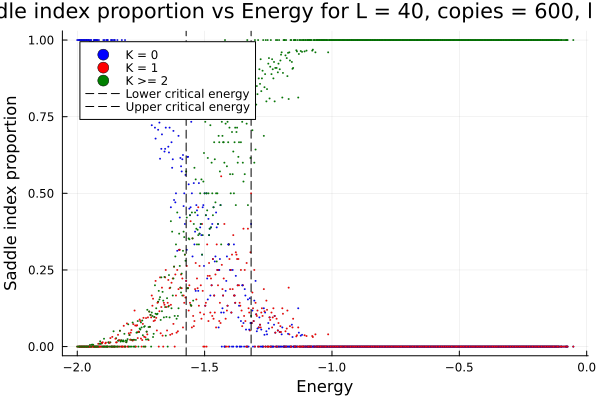 dle index proportion vs Energy for L = 40, copies = 600, I
1.00
0.75
0.50
0.25
0.00
Saddle index proportion
K = 0
K = 1
K >= 2
Lower critical energy
Upper critical energy
−2.0 −1.5 −1.0 −0.5 0.0
Energy